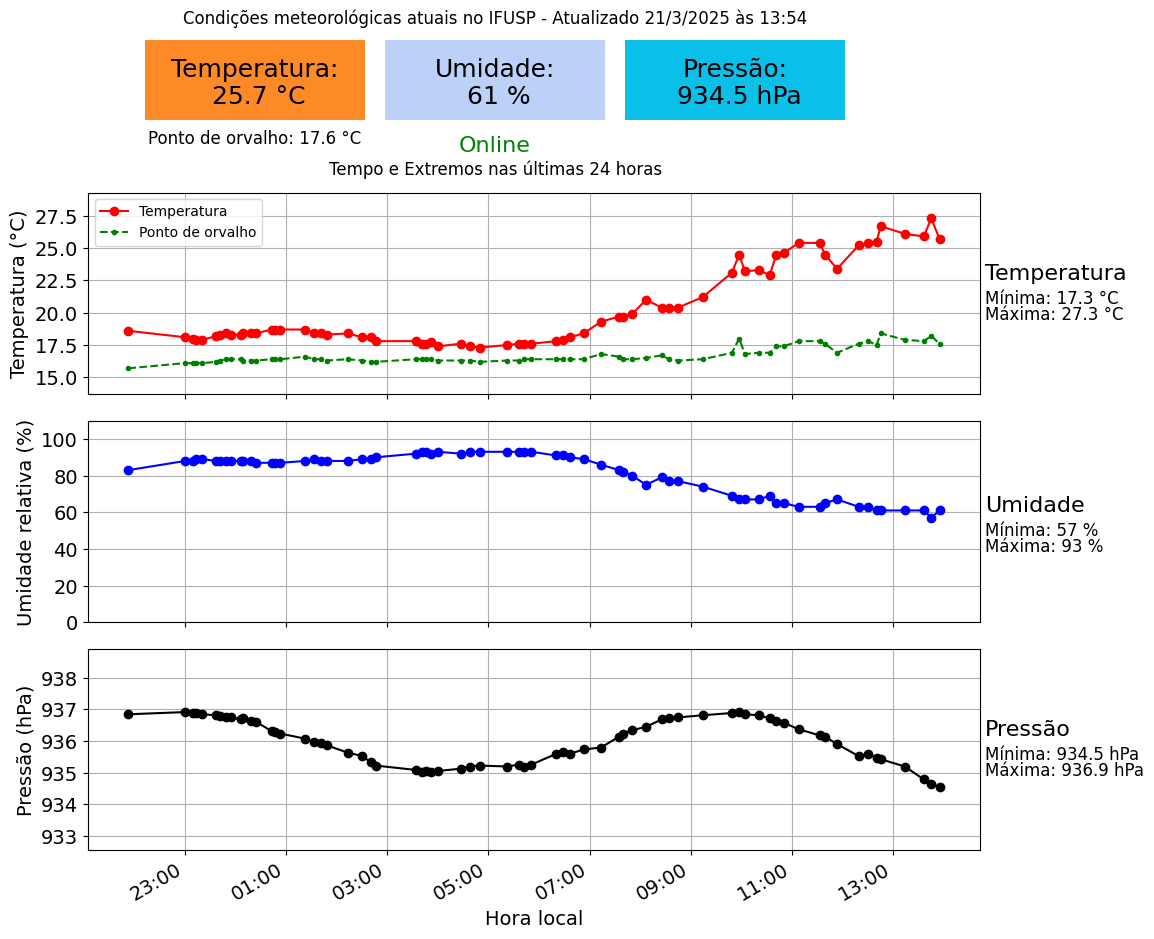 Condições meteorológicas atuais no IFUSP - Atualizado 21/3/2025 às 13:54
Temperatura:
25.7 °C
Umidade:
61 %
Pressão:
934.5 hPa
Ponto de orvalho: 17.6 °C
Online
Tempo e Extremos nas últimas 24 horas
Temperatura (°C)
27.5
25.0
22.5
20.0
17.5
15.0
Temperatura
Ponto de orvalho
Temperatura
Mínima: 17.3 °C
Máxima: 27.3 °C
Umidade relativa (%)
100
80
60
40
20
0
Umidade
Mínima: 57 %
Máxima: 93 %
Pressão (hPa)
938
937
936
935
934
933
Pressão
Mínima: 934.5 hPa
Máxima: 936.9 hPa
23:00 01:00 03:00 05:00 07:00 09:00 11:00 13:00
Hora local